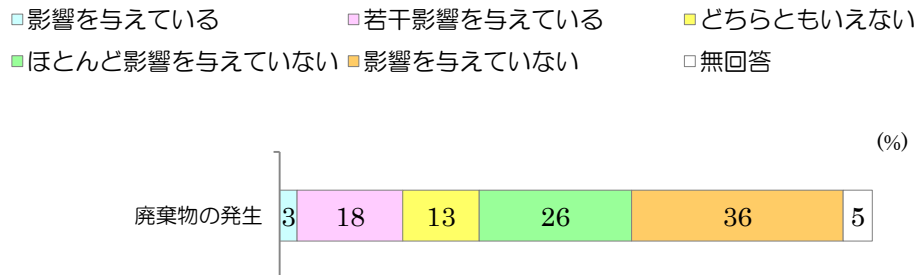 影響を与えている 若干影響を与えている どちらともいえない
ほとんど影響を与えていない 影響を与えていない 無回答
(%)
廃棄物の発生 3 18 13 26 36 5